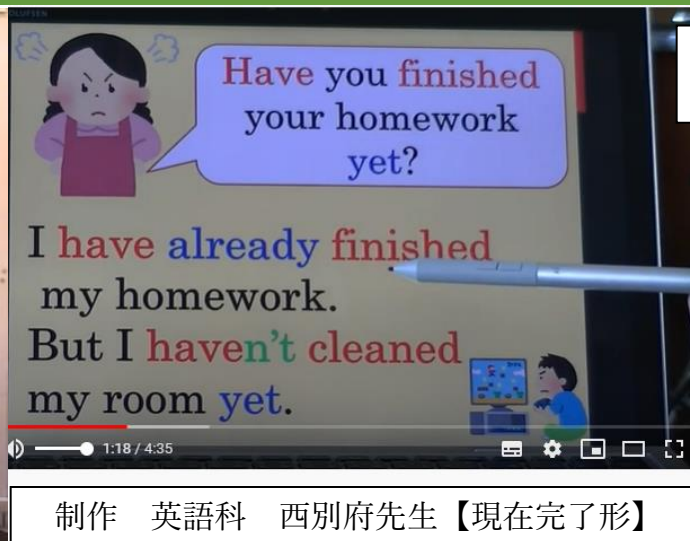 Have you finished
your homework
yet?
I have already finished
my homework.
But I haven't cleaned
my room yet.
1:18 / 4:35
制作　英語科　西別府先生【現在完了形】